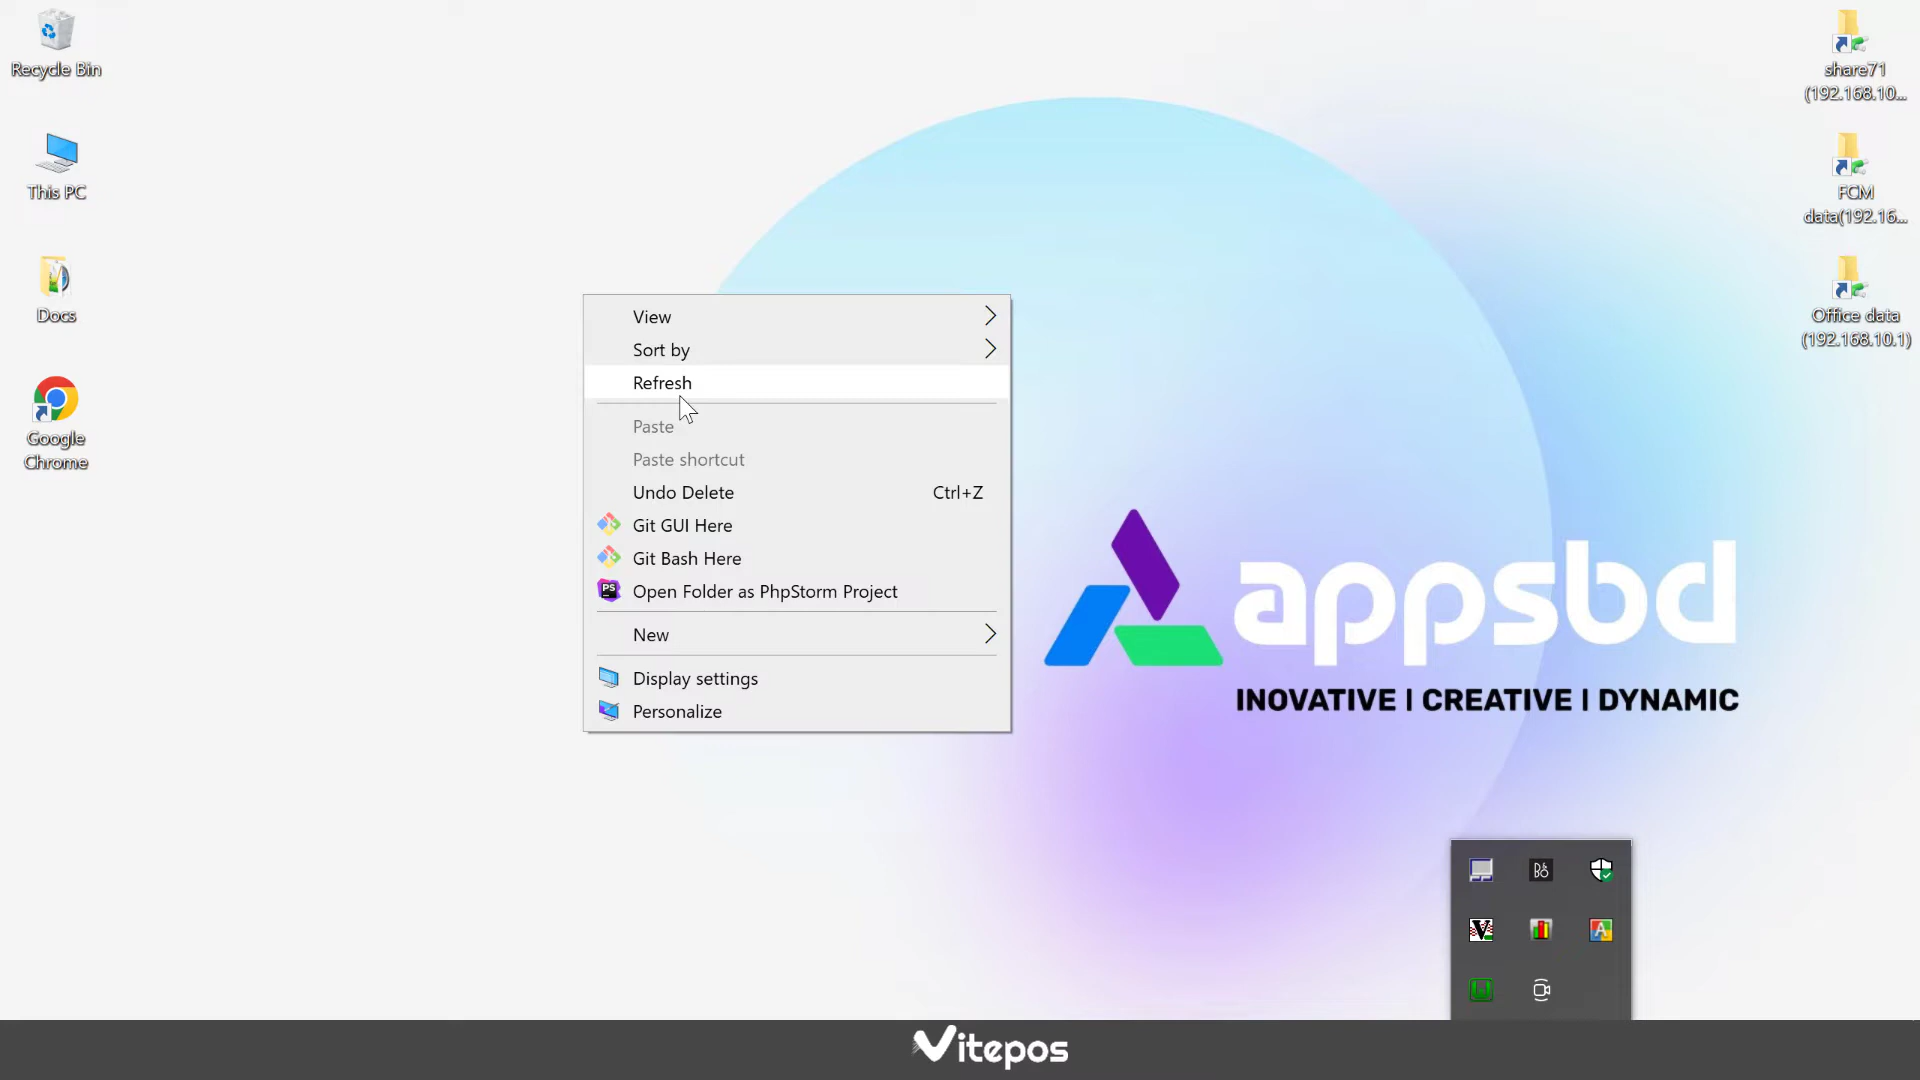 Recycle Bin
This PC
Docs
Google
Chrome
View
Sort by
Refresh
Paste
Paste shortcut
Undo Delete Ctrl+Z
Git GUI Here
Git Bash Here
PS Open Folder as PhpStorm Project
New
Display settings
Personalize
share71
(192.168.10...
FCM
data(192.16...
Office data
(192.168.10.1)
appsbd
INOVATIVE | CREATIVE | DYNAMIC
Vitepos